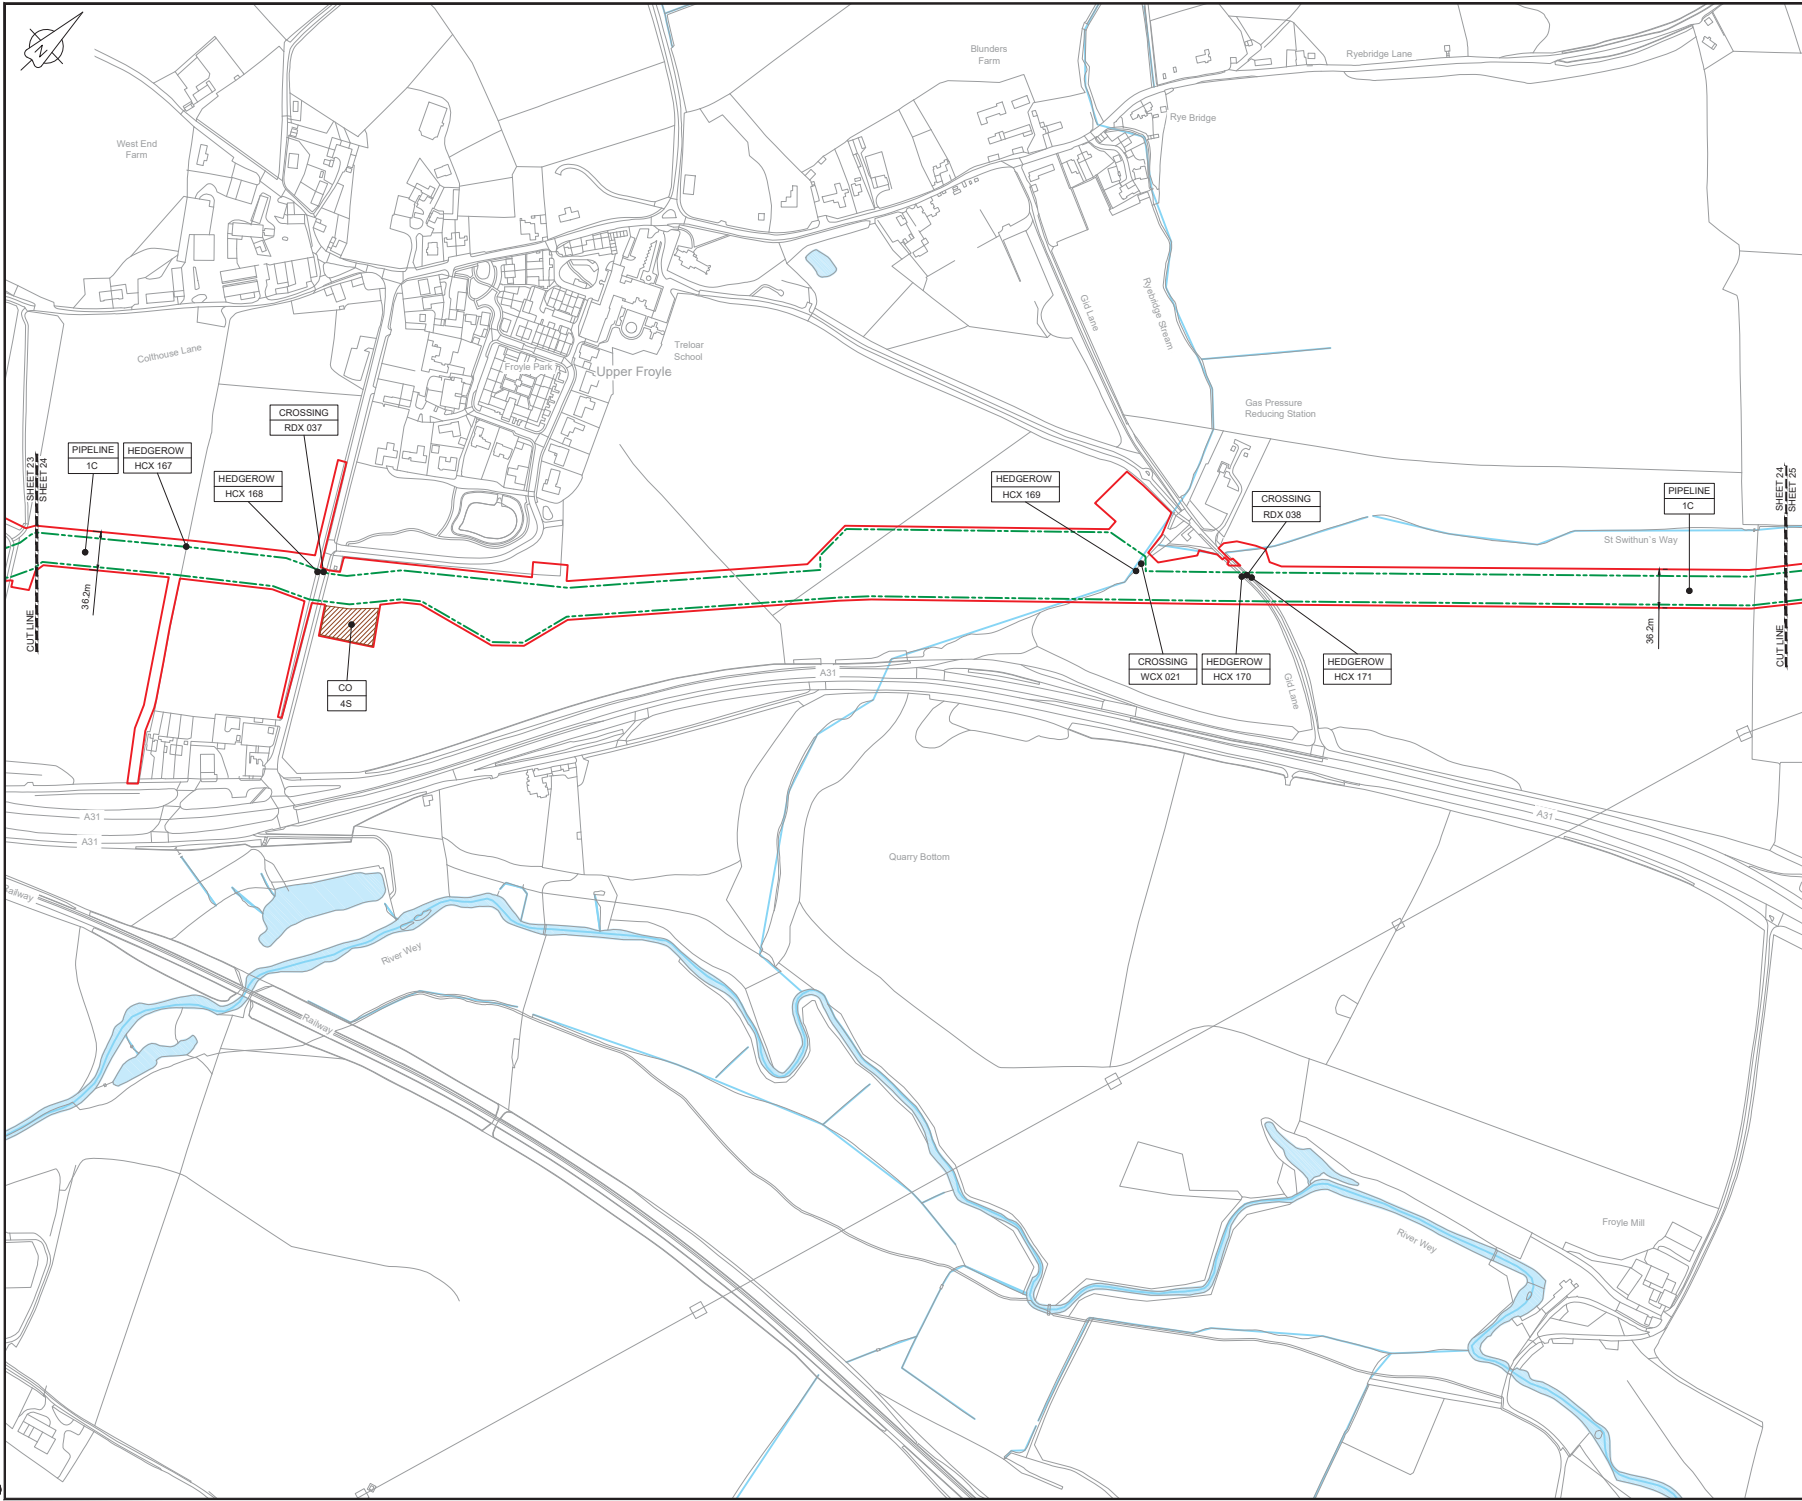 N
Blunders
Farm
Ryebridge Lane
Rye Bridge
West End
Farm
Colthouse Lane
Treloar
School
Froyle Park
Upper Froyle
Gid Lane
Ryebridge Stream
Gas Pressure
Reducing Station
CROSSING
RDX 037
PIPELINE
1C
HEDGEROW
HCX 167
HEDGEROW
HCX 168
HEDGEROW
HCX 169
CROSSING
RDX 038
PIPELINE
1C
SHEET 23
SHEET 24
CUT LINE
36.2m
SHEET 24
SHEET 25
CUT LINE
36.2m
St Swithun`s Way
CO
4S
CROSSING
WCX 021
HEDGEROW
HCX 170
HEDGEROW
HCX 171
Gid Lane
A31
A31
A31
A31
Quarry Bottom
Railway
River Wey
Railway
River Wey
Froyle Mill